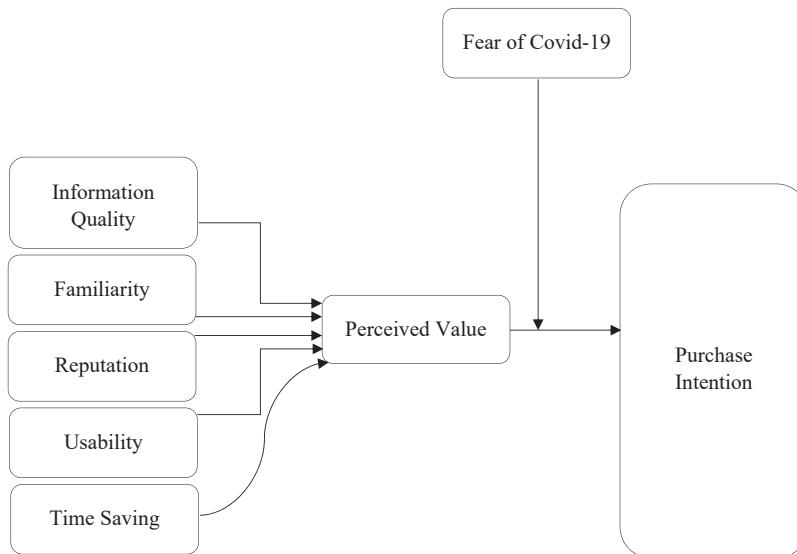 Fear of Covid-19
Information
Quality
Familiarity
Reputation
Usability
Time Saving
Perceived Value
Purchase
Intention